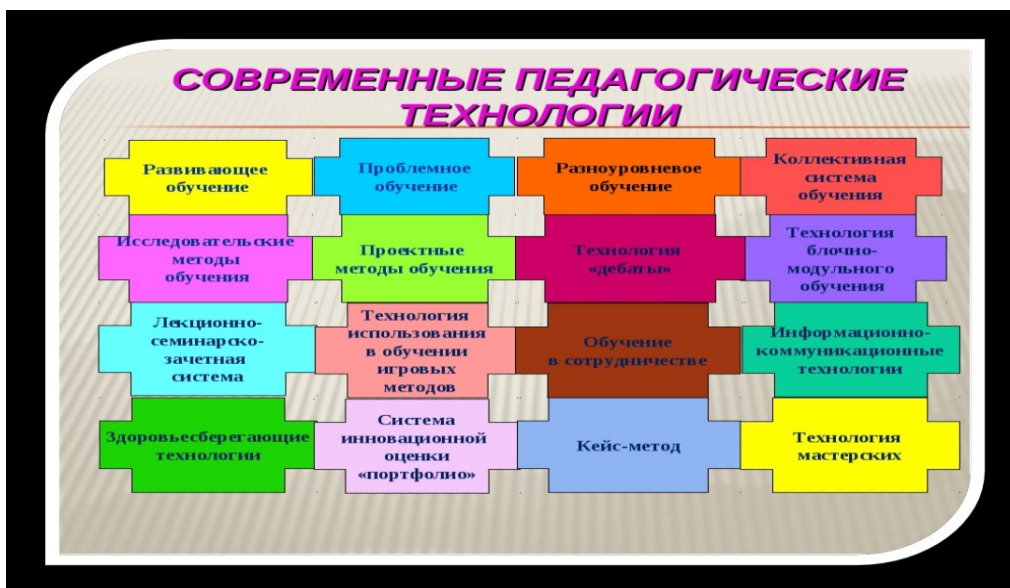 СОВРЕМЕННЫЕ ПЕДАГОГИЧЕСКИЕ
ТЕХНОЛОГИИ
Развивающее
обучение
Проблемное
обучение
Разноуровневое
обучение
Коллективная
система
обучения
Исследовательские
методы
обучения
Проектные
методы обучения
Технология
«дебаты»
Технология
блочно-
модульного
обучения
Лекционно-
семинарско-
зачетная
система
Технология
использования
в обучении
игровых
методов
Обучение
в сотрудничестве
Информационно-
коммуникационные
технологии
Здоровьесберегающие
технологии
Система
инновационной
оценки
«портфолио»
Кейс-метод
Технология
мастерских